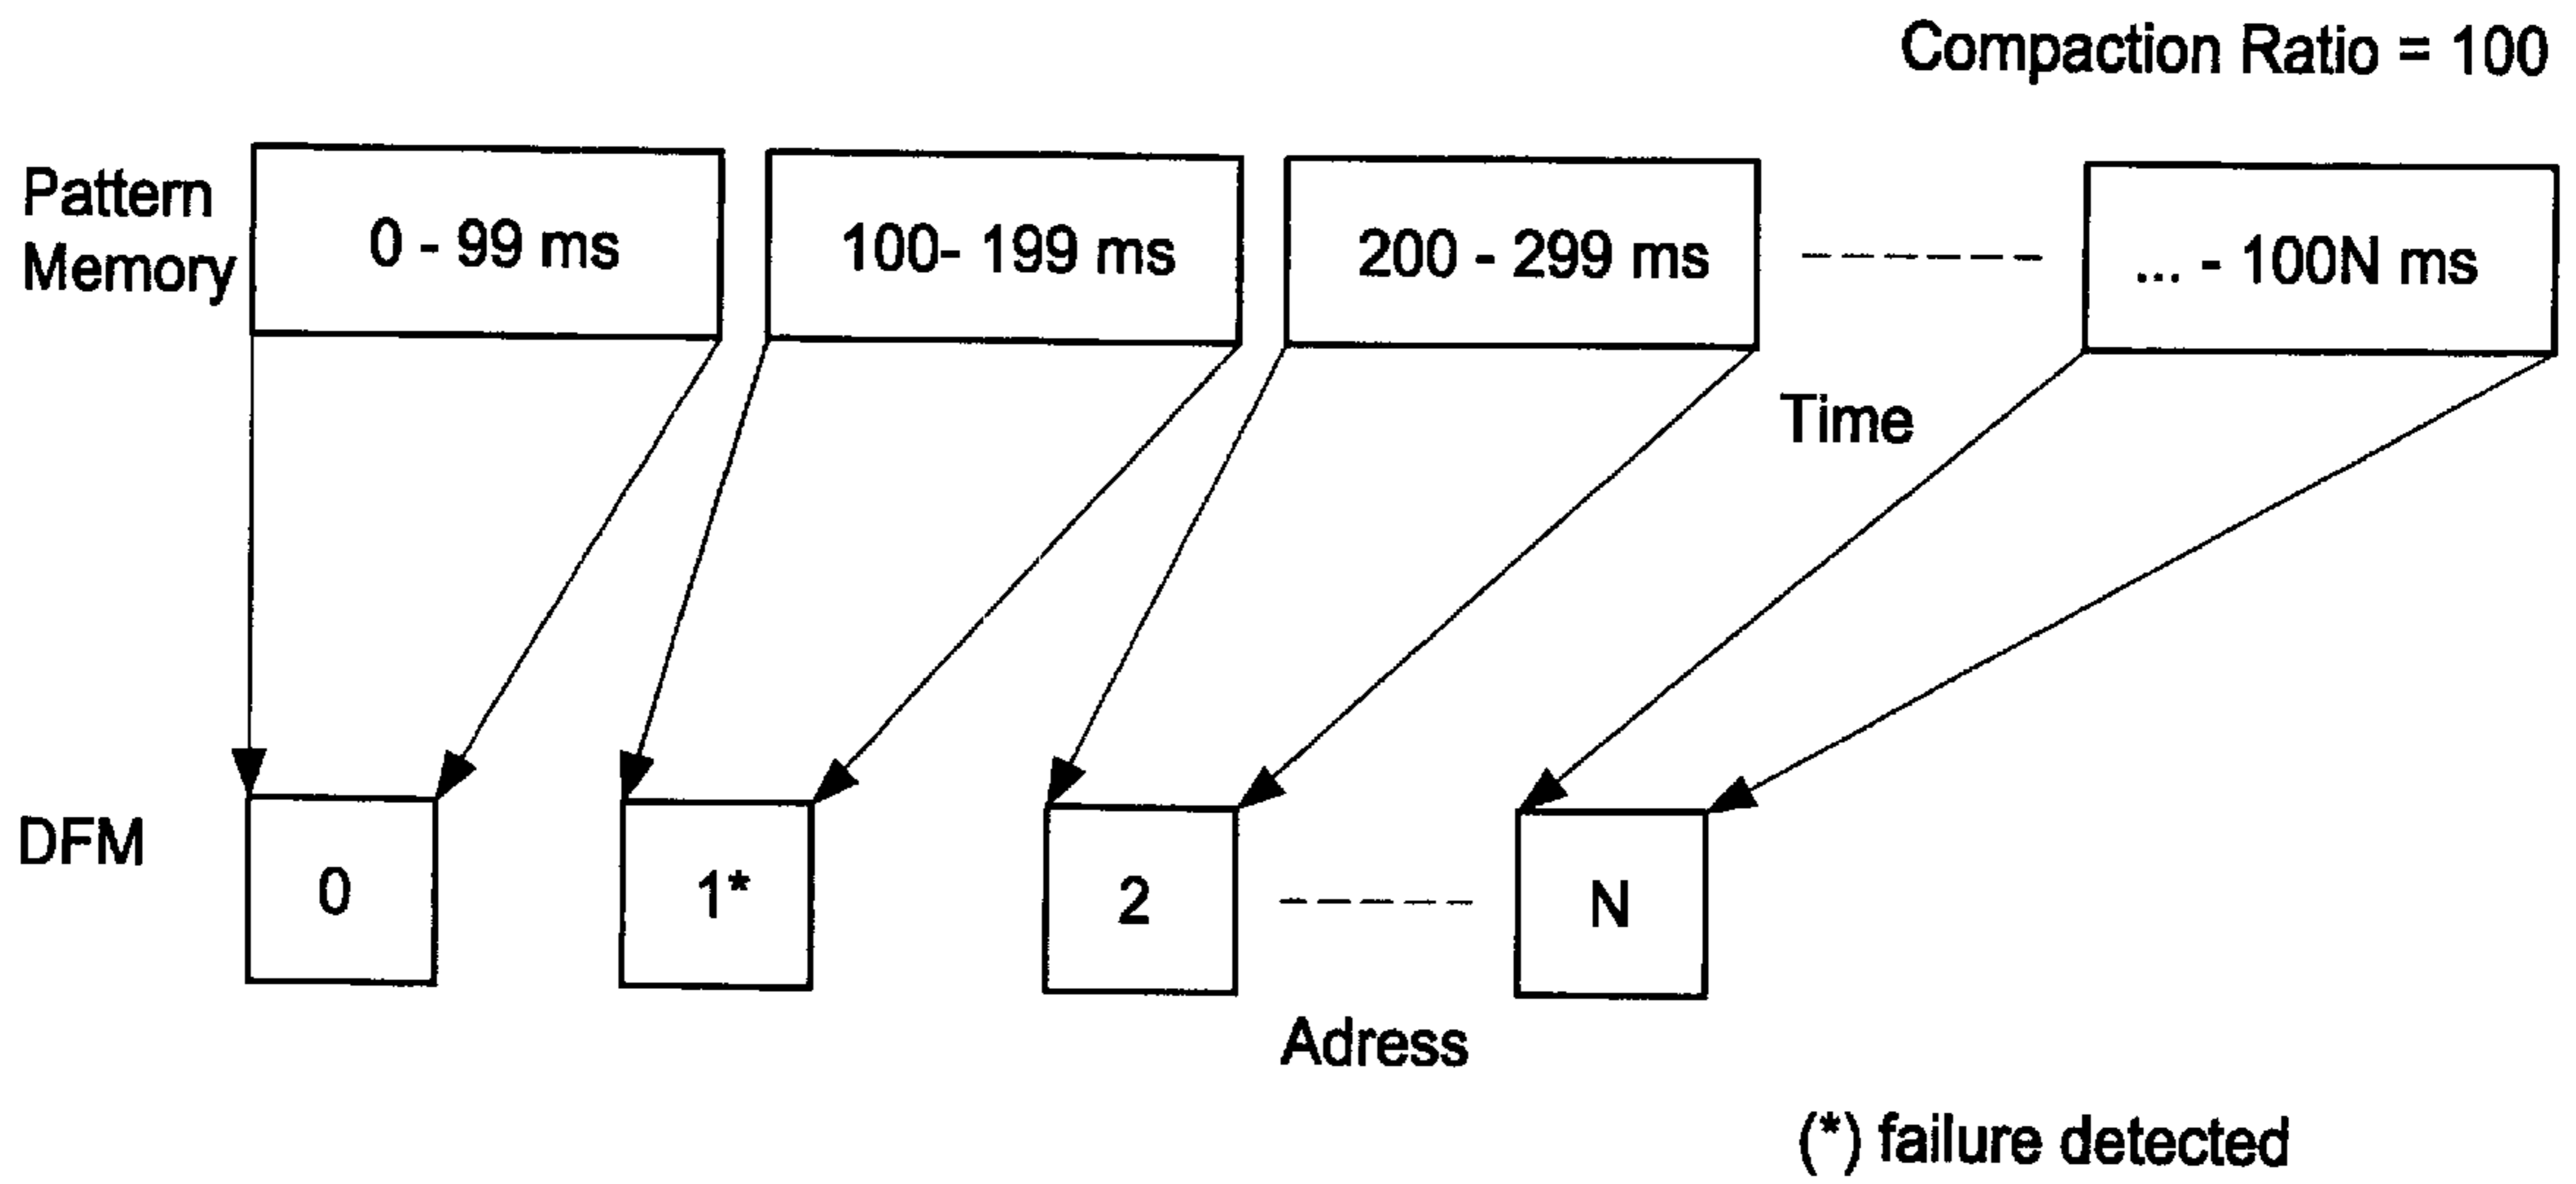 Compaction Ratio = 100
Pattern
Memory
0 - 99 ms
100- 199 ms
200 - 299 ms
... - 100N ms
Time
DFM
0
1*
2
N
Adress
(*) failure detected